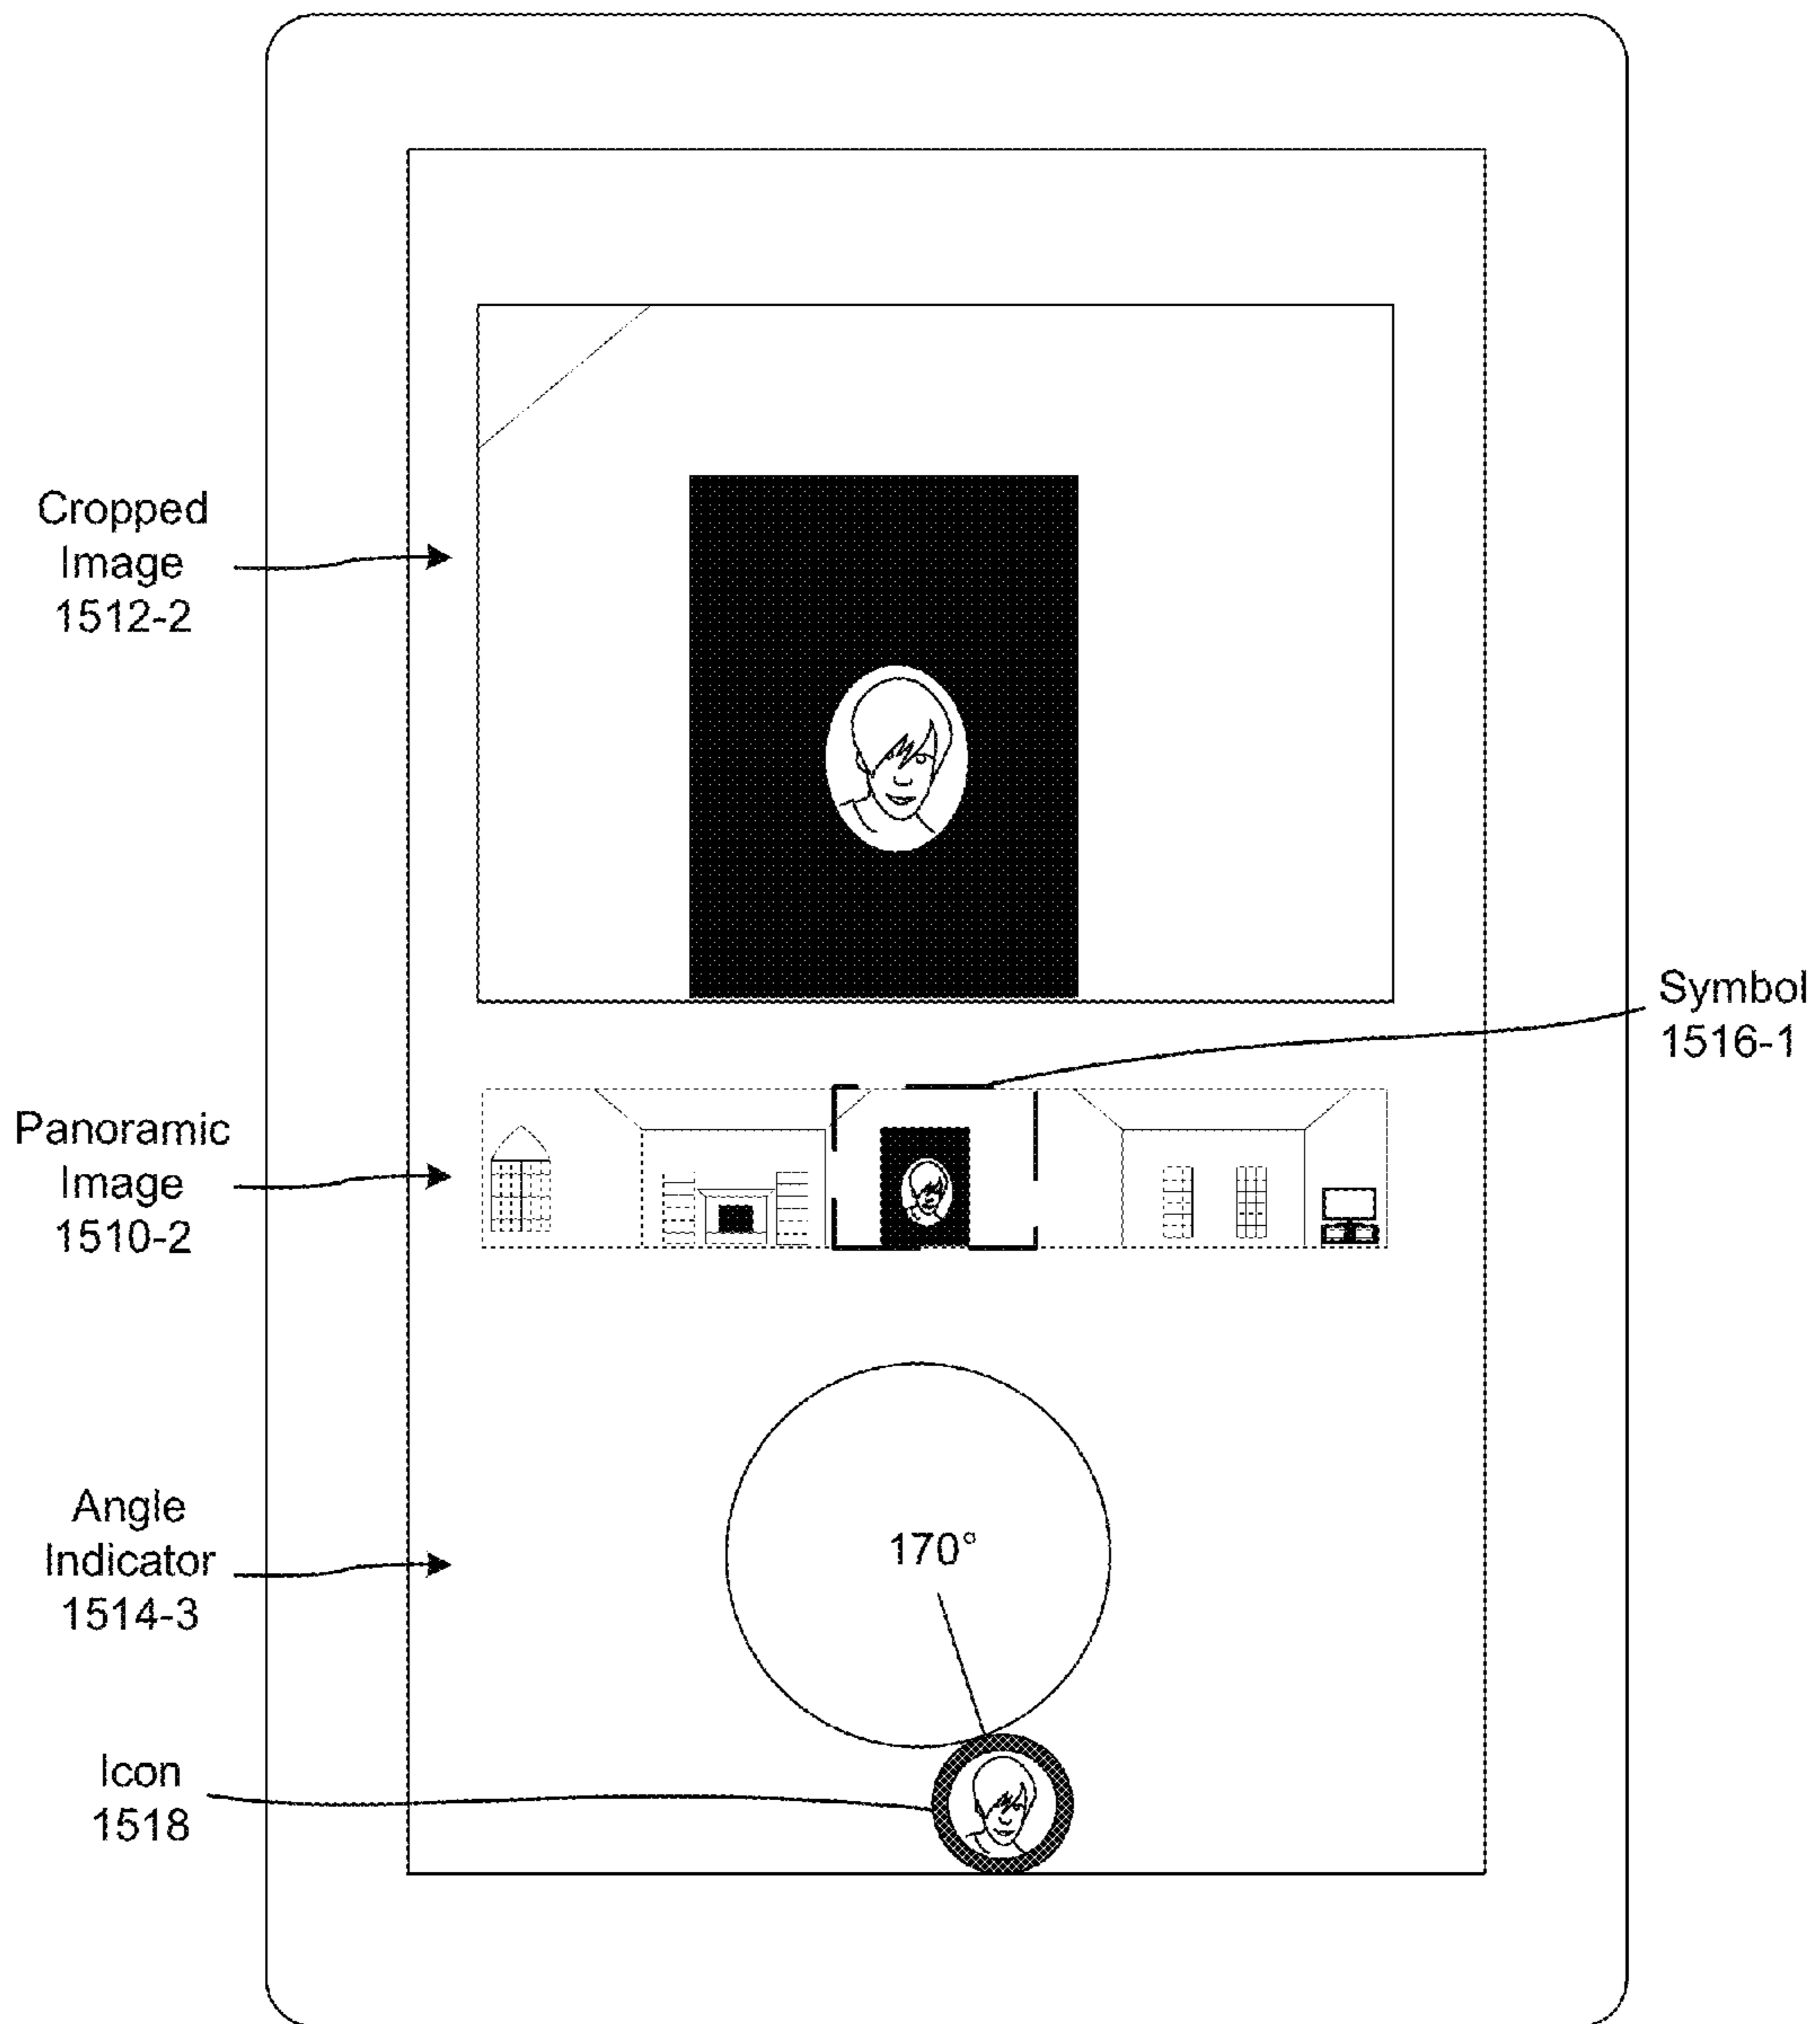 Cropped
Image
1512-2
Symbol
1516-1
Panoramic
Image
1510-2
Angle
Indicator
1514-3
170°
Icon
1518